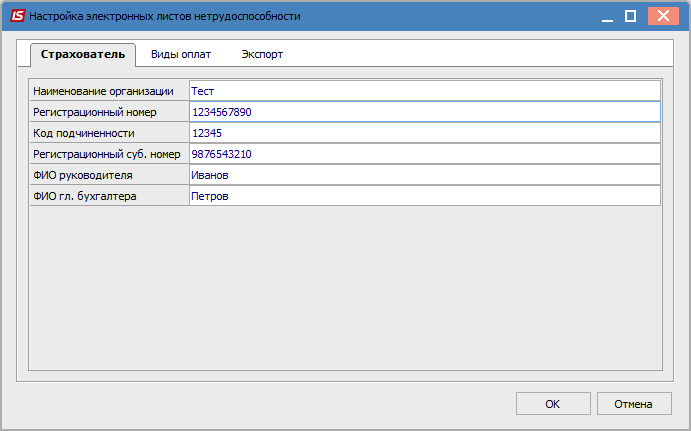 IS Настройка электронных листов нетрудоспособности
Страхователь Виды оплат Экспорт
Наименование организации Тест
Регистрационный номер 1234567890
Код подчиненности 12345
Регистрационный суб. номер 9876543210
ФИО руководителя Иванов
ФИО гл. бухгалтера Петров
OK Отмена